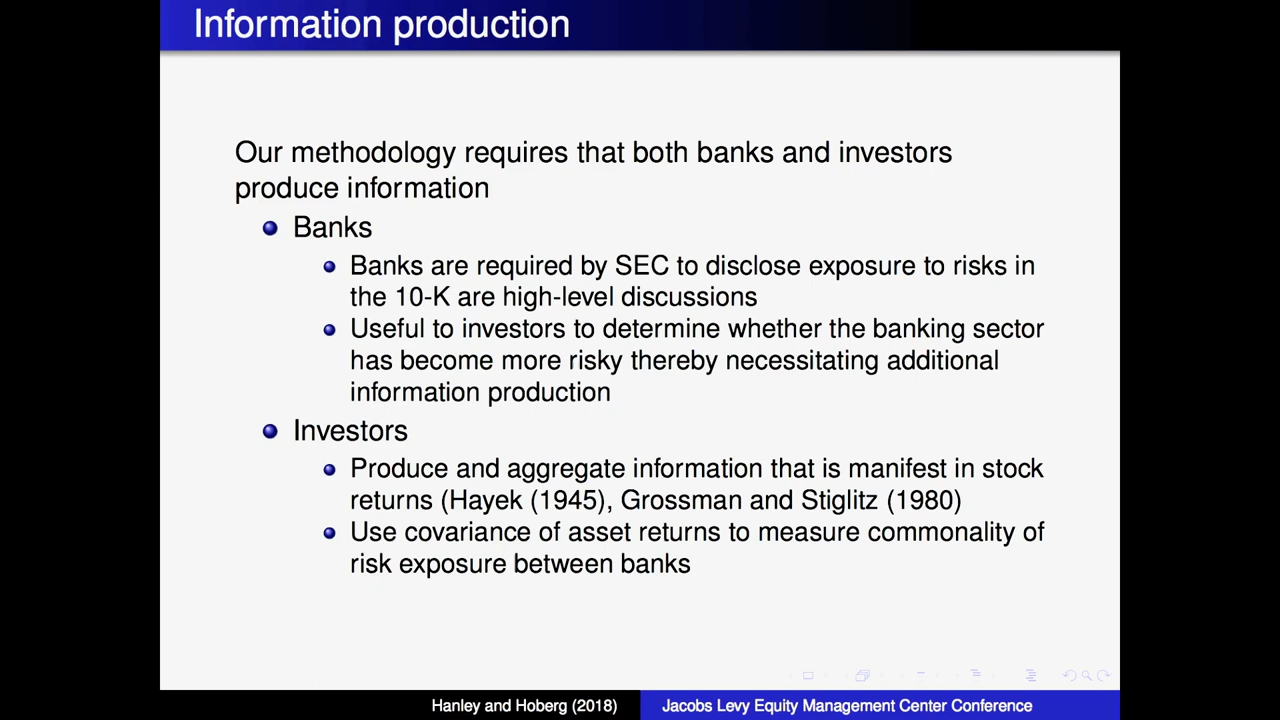 Information production
Our methodology requires that both banks and investors
produce information
Banks
Banks are required by SEC to disclose exposure to risks in
the 10-K are high-level discussions
Useful to investors to determine whether the banking sector
has become more risky thereby necessitating additional
information production
Investors
Produce and aggregate information that is manifest in stock
returns (Hayek (1945), Grossman and Stiglitz (1980)
Use covariance of asset returns to measure commonality of
risk exposure between banks
Hanley and Hoberg (2018)
Jacobs Levy Equity Management Center Conference